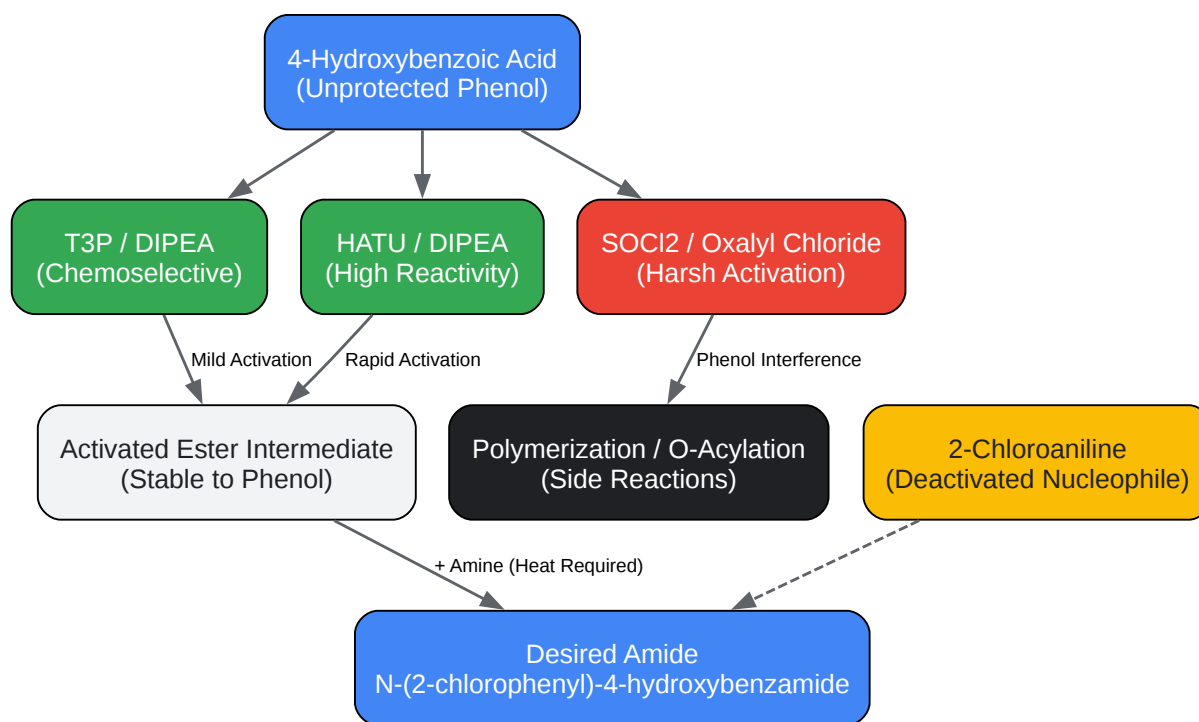 4-Hydroxybenzoic Acid
(Unprotected Phenol)
T3P / DIPEA
(Chemoselective)
HATU / DIPEA
(High Reactivity)
SOCl2 / Oxalyl Chloride
(Harsh Activation)
Mild Activation
Rapid Activation
Phenol Interference
Activated Ester Intermediate
(Stable to Phenol)
Polymerization / O-Acylation
(Side Reactions)
2-Chloroaniline
(Deactivated Nucleophile)
+ Amine (Heat Required)
Desired Amide
N-(2-chlorophenyl)-4-hydroxybenzamide